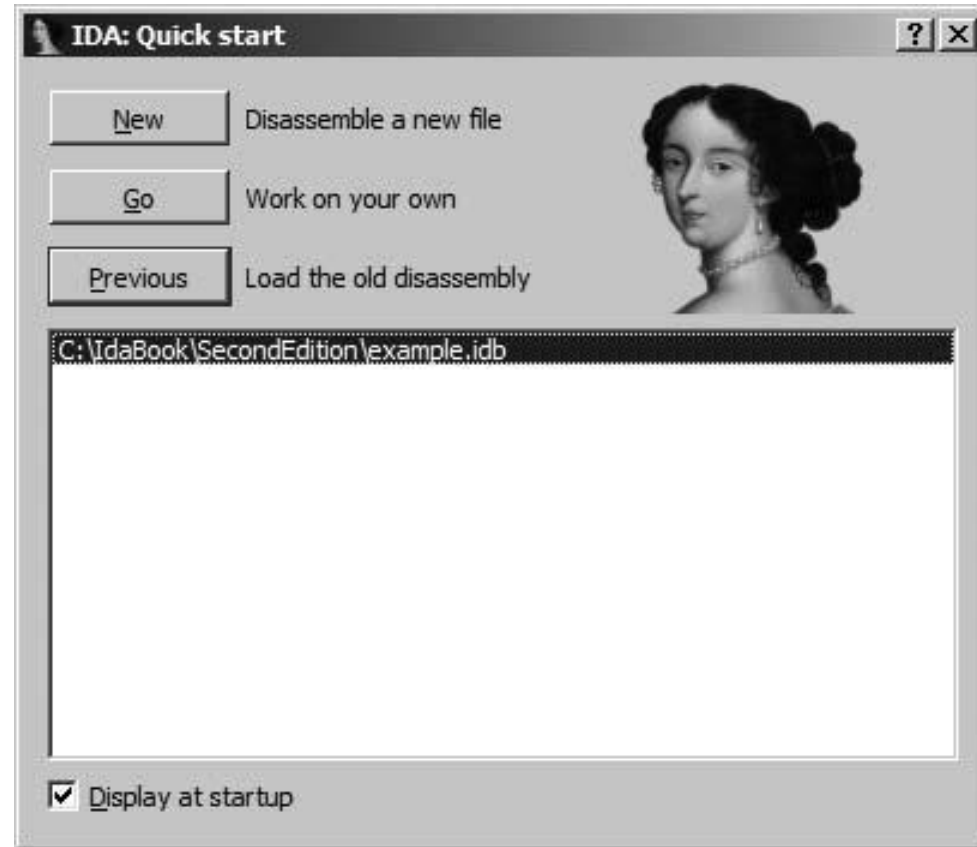 IDA: Quick start
New Disassemble a new file
Go Work on your own
Previous Load the old disassembly
C:\IdaBook\SecondEdition\example.idb
Display at startup